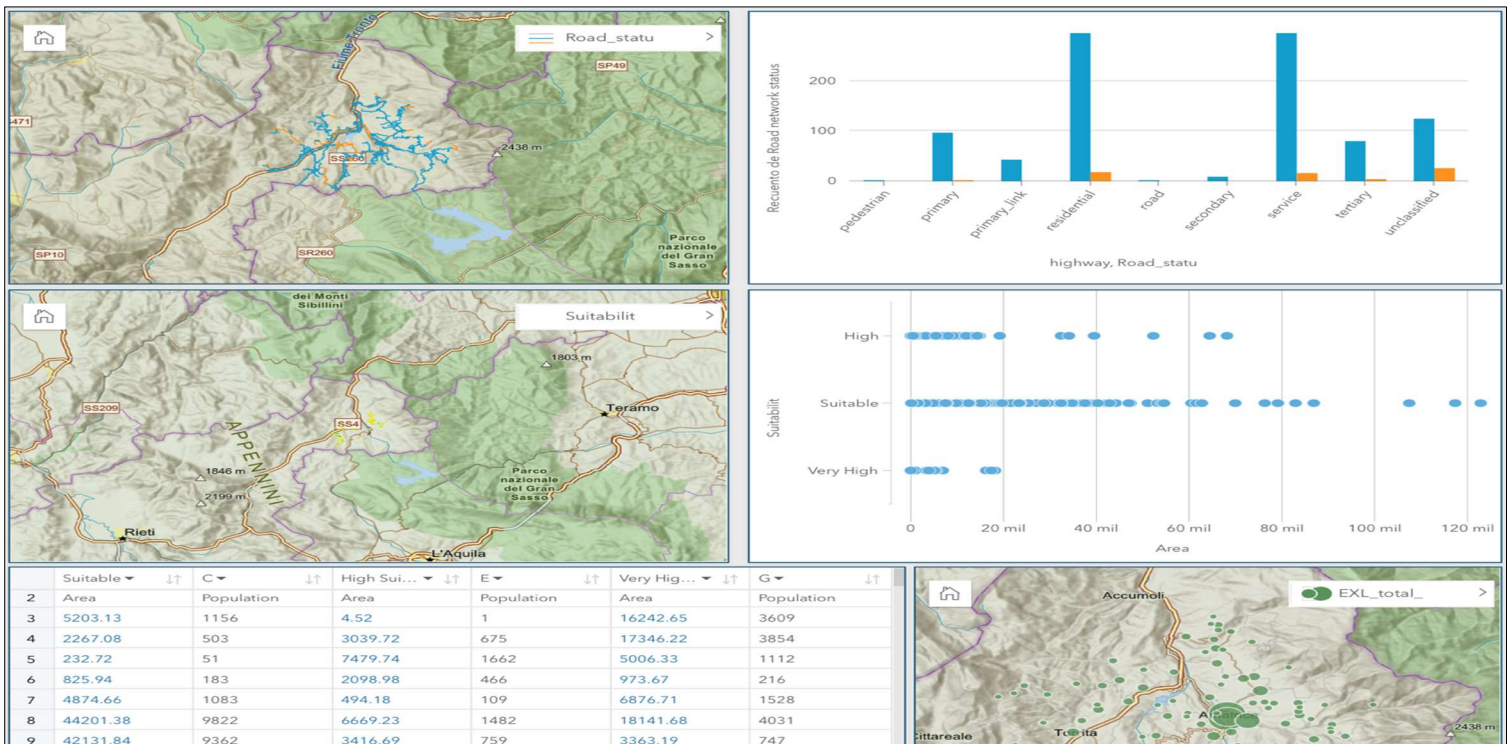 Fiume Tronto
Road_statu
SP49
471
SS260
2438 m
SP10
SR260
Parco
nazionale
del Gran
Sasso
Recuento de Road network status
200
100
0
pedestrian
primary
primary_link
residential
road
secondary
service
tertiary
unclassified
highway, Road_statu
dei Monti
Sibillini
Suitabilit
1803 m
SS209
Teramo
SS4
APPENNINI
1846 m
2199 m
Parco
nazionale
del Gran
Sasso
Rieti
L'Aquila
Suitabilit
High
Suitable
Very High
0 20 mil 40 mil 60 mil 80 mil 100 mil 120 mil
Area
Suitable C High Sui... E Very Hig... G
2 Area Population Area Population Area Population
3 5203.13 1156 4.52 1 16242.65 3609
4 2267.08 503 3039.72 675 17346.22 3854
5 232.72 51 7479.74 1662 5006.33 1112
6 825.94 183 2098.98 466 973.67 216
7 4874.66 1083 494.18 109 6876.71 1528
8 44201.38 9822 6669.23 1482 18141.68 4031
9 42131.84 9362 3416.69 759 3363.19 747
Accumoli
EXL_total_
2438 m
ittareale